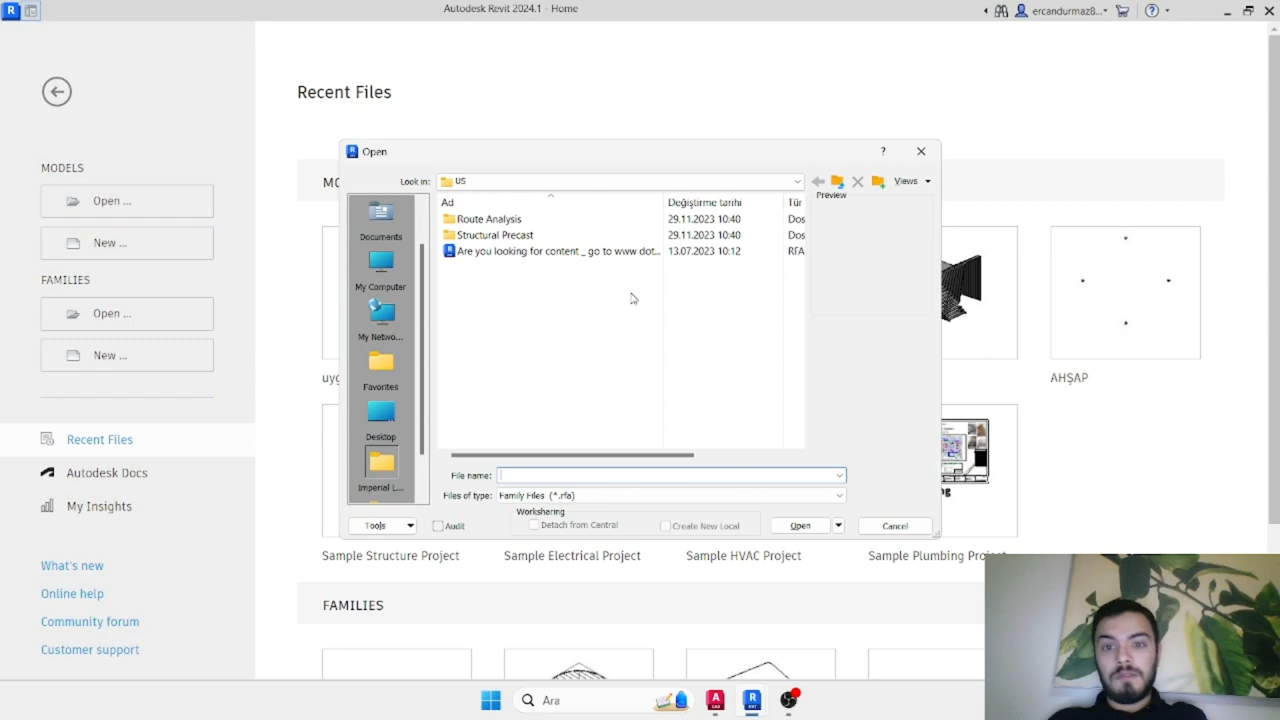 Autodesk Revit 2024.1 - Home
ercandurmaz8...
Recent Files
MODELS
Open ...
New ...
FAMILIES
Open ...
New ...
Recent Files
Autodesk Docs
My Insights
What's new
Online help
Community forum
Customer support
Open
Look in:
US
Views
Preview
Documents
My Computer
My Netwo...
Favorites
Desktop
Imperial L...
Ad
Değiştirme tarihi
Tür
Route Analysis
29.11.2023 10:40
Dos
Structural Precast
29.11.2023 10:40
Dos
Are you looking for content _ go to www dot...
13.07.2023 10:12
RFA
File name:
Files of type:
Family Files (*.rfa)
Worksharing
Tools
Audit
Detach from Central
Create New Local
Open
Cancel
AHŞAP
Sample Structure Project
Sample Electrical Project
Sample HVAC Project
Sample Plumbing
FAMILIES
Ara